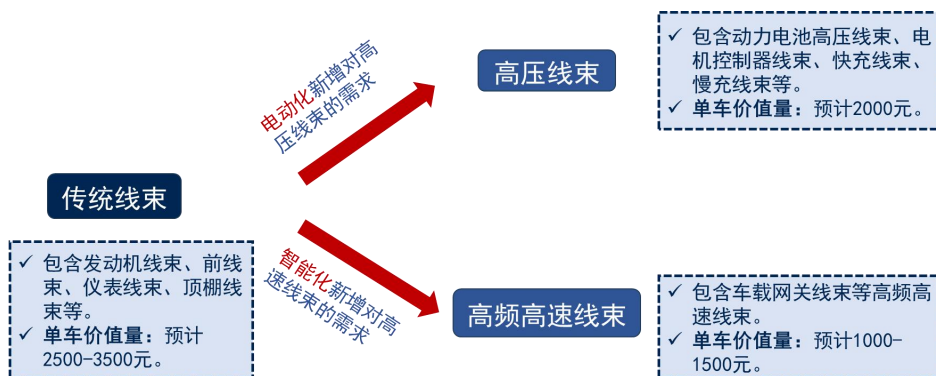 传统线束
✓ 包含发动机线束、前线
束、仪表线束、顶棚线
束等。
✓ 单车价值量：预计
2500-3500元。
电动化新增对高
压线束的需求
高压线束
✓ 包含动力电池高压线束、电
机控制器线束、快充线束、
慢充线束等。
✓ 单车价值量：预计2000元。
智能化新增对高
速线束的需求
高频高速线束
✓ 包含车载网关线束等高频高
速线束。
✓ 单车价值量：预计1000-
1500元。